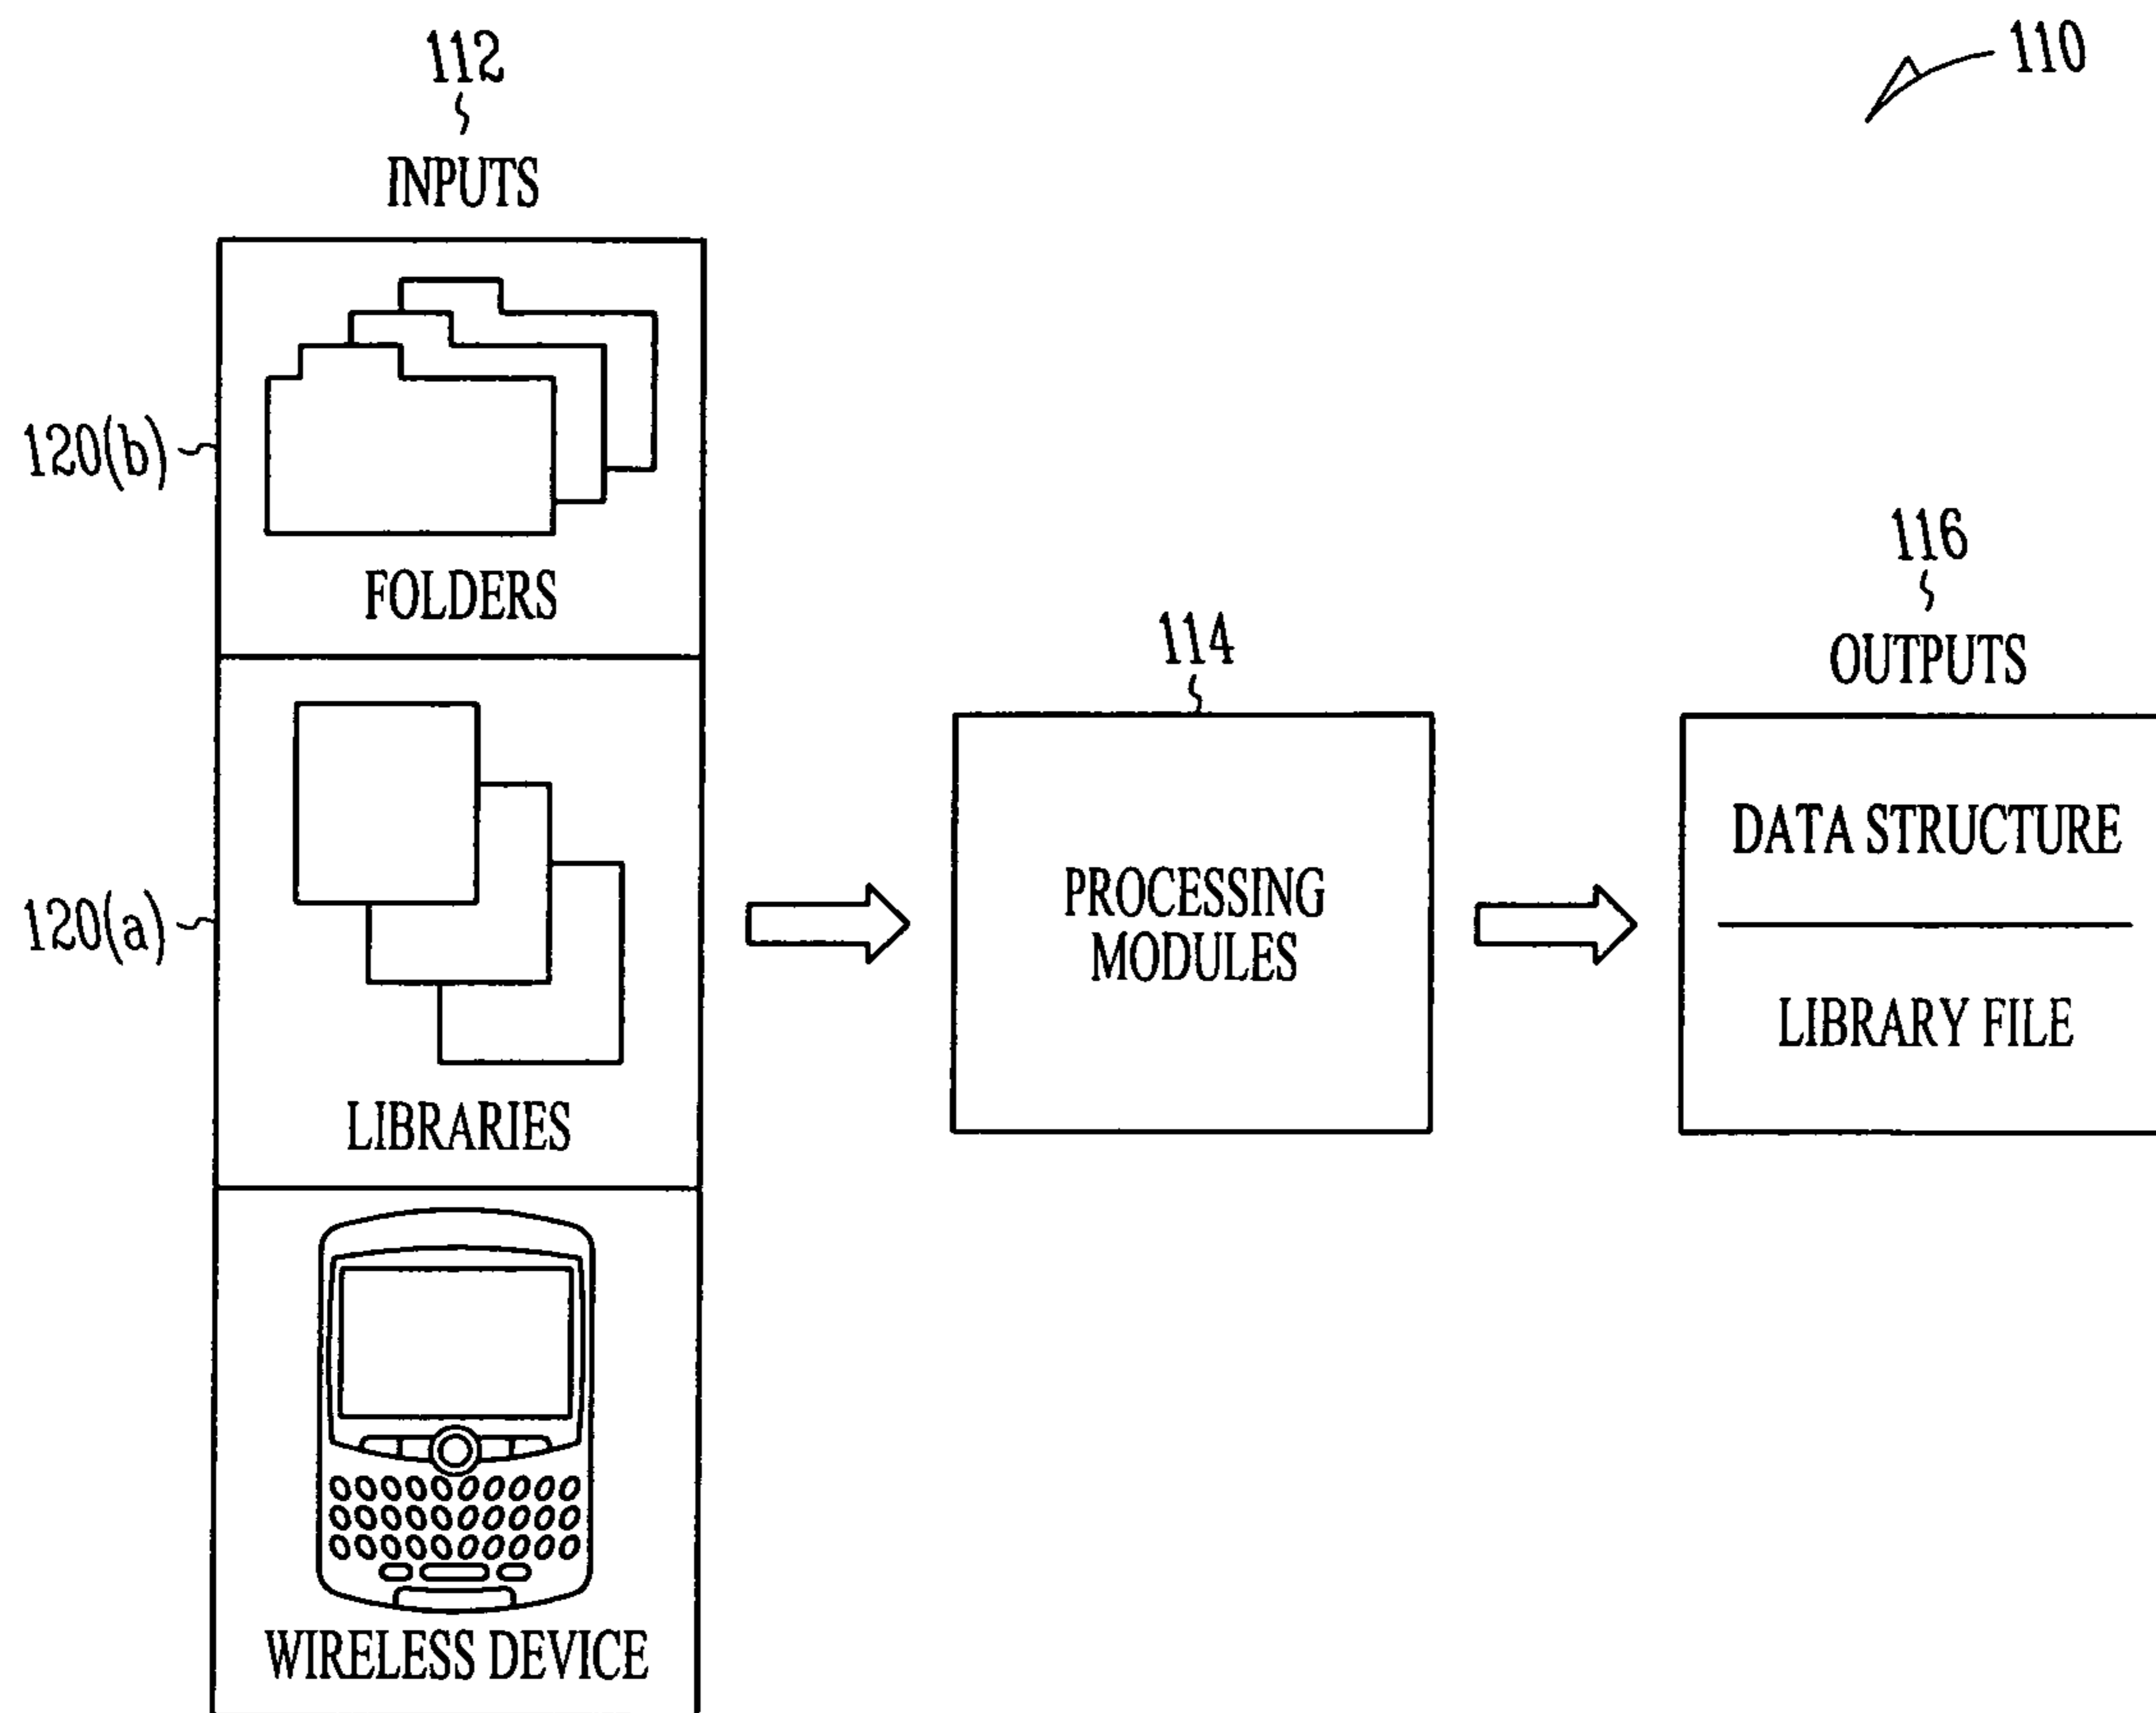 112
110
INPUTS
120(b)
FOLDERS
120(a)
LIBRARIES
WIRELESS DEVICE
114
PROCESSING
MODULES
116
OUTPUTS
DATA STRUCTURE
LIBRARY FILE